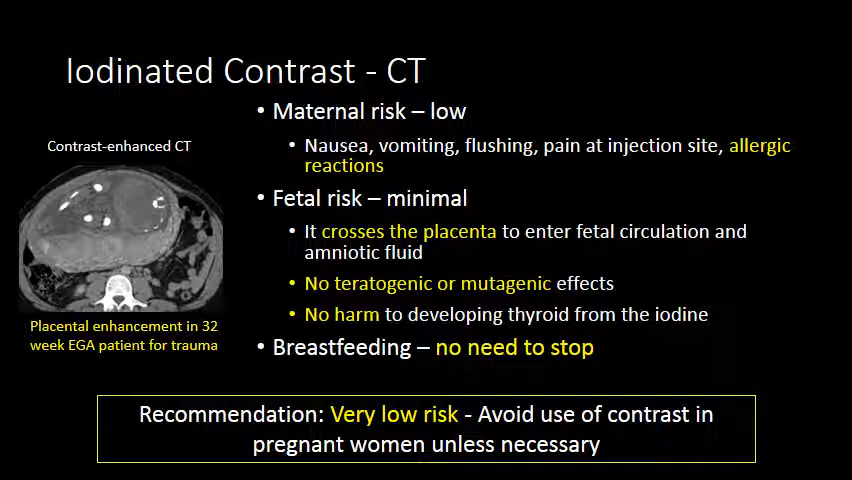 Iodinated Contrast - CT
Contrast-enhanced CT
Placental enhancement in 32
week EGA patient for trauma
• Maternal risk – low
• Nausea, vomiting, flushing, pain at injection site, allergic
reactions
• Fetal risk – minimal
• It crosses the placenta to enter fetal circulation and
amniotic fluid
• No teratogenic or mutagenic effects
• No harm to developing thyroid from the iodine
• Breastfeeding – no need to stop
Recommendation: Very low risk - Avoid use of contrast in
pregnant women unless necessary